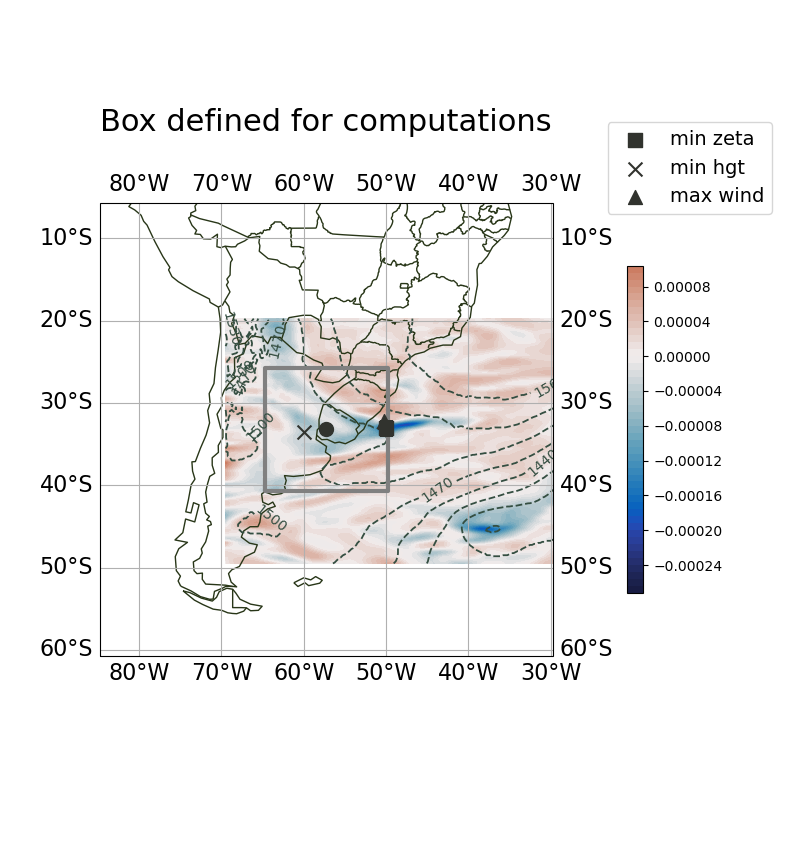 Box defined for computations
min zeta
min hgt
max wind
80°W 70°W 60°W 50°W 40°W 30°W
10°S 10°S
20°S 20°S
30°S 30°S
40°S 40°S
50°S 50°S
60°S 60°S
80°W 70°W 60°W 50°W 40°W 30°W
1500
1470
1440
0.00008
0.00004
0.00000
−0.00004
−0.00008
−0.00012
−0.00016
−0.00020
−0.00024